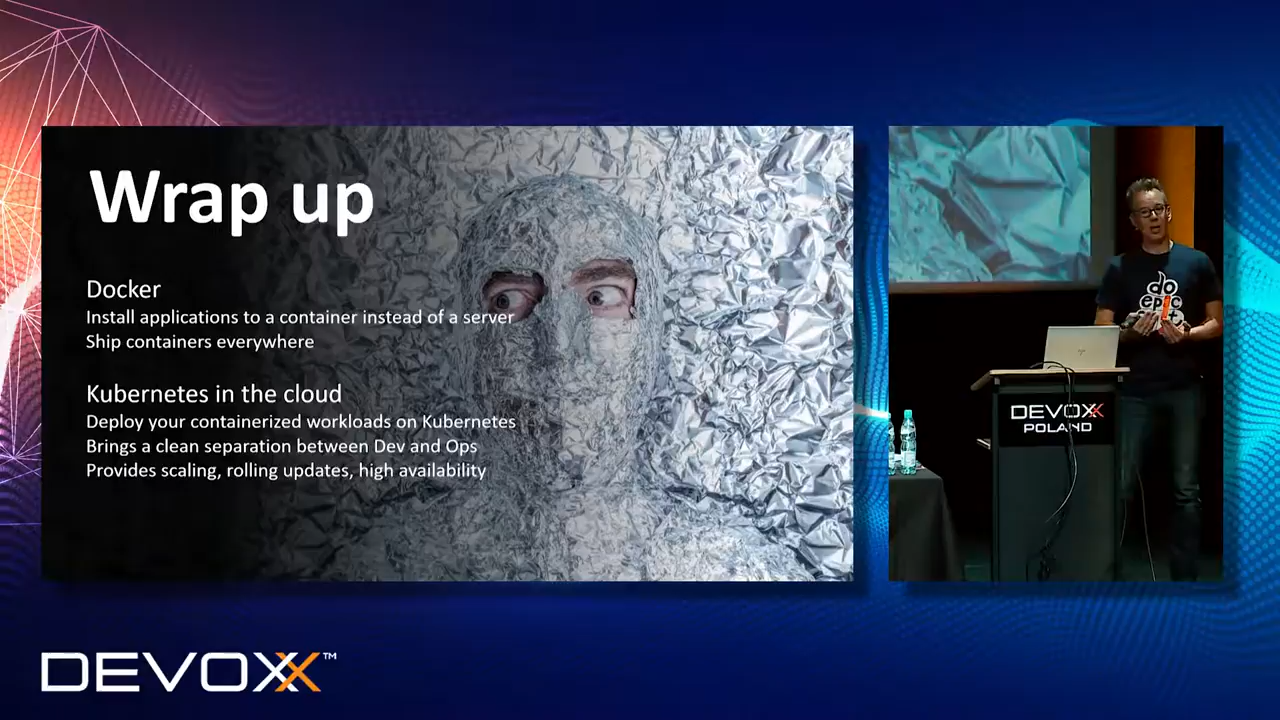 Wrap up
Docker
Install applications to a container instead of a server
Ship containers everywhere
Kubernetes in the cloud
Deploy your containerized workloads on Kubernetes
Brings a clean separation between Dev and Ops
Provides scaling, rolling updates, high availability
do
epic
DEVOXX
POLAND
DEVOXX™